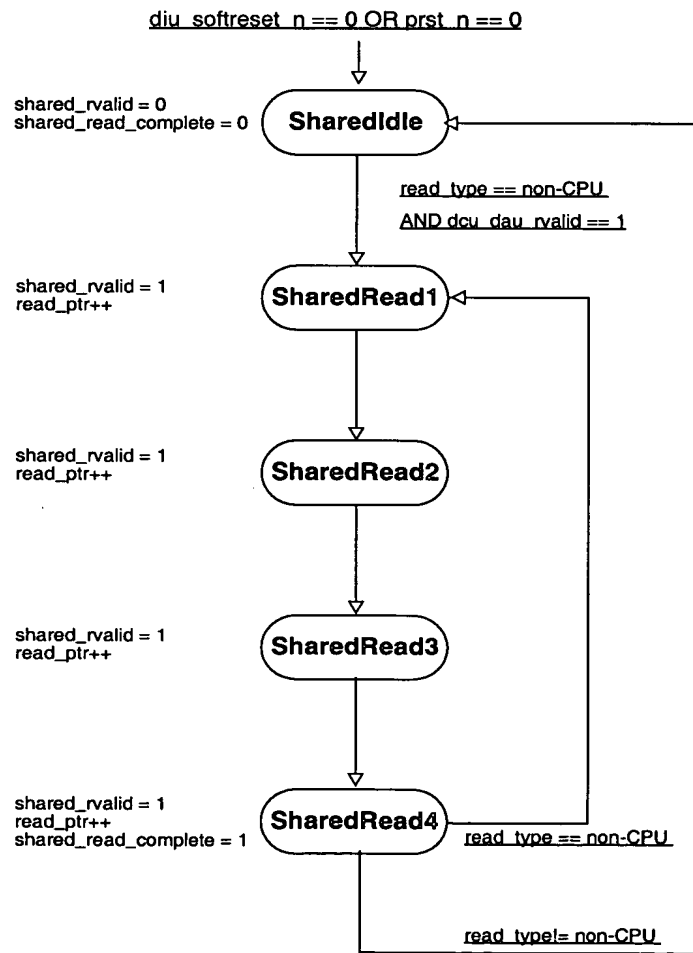 diu_softreset_n == 0 OR prst_n == 0
shared_rvalid = 0
shared_read_complete = 0
SharedIdle
read_type == non-CPU
AND dcu_dau_rvalid == 1
shared_rvalid = 1
read_ptr++
SharedRead1
shared_rvalid = 1
read_ptr++
SharedRead2
shared_rvalid = 1
read_ptr++
SharedRead3
shared_rvalid = 1
read_ptr++
shared_read_complete = 1
SharedRead4
read_type == non-CPU
read_type!= non-CPU